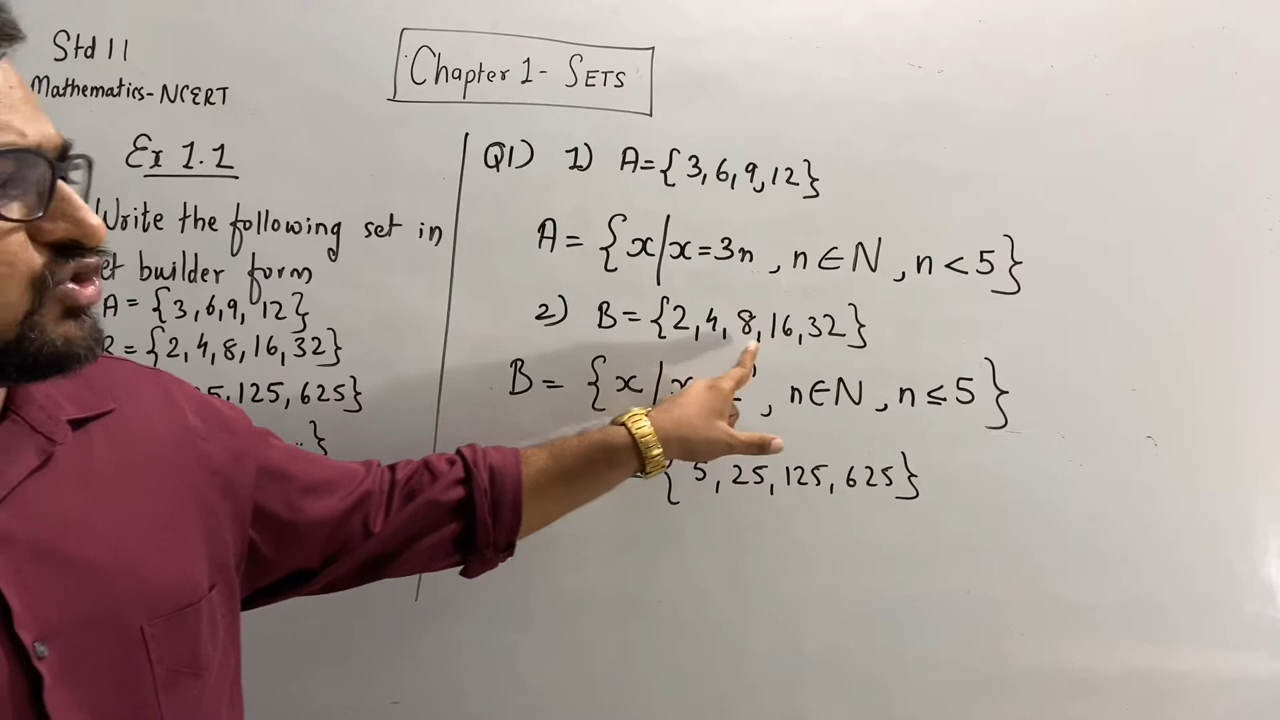 Std 11
Mathematics-NCERT
Chapter 1- SETS
Ex 1.1
Write the following set in
builder form
A = {3,6,9, 12}
= {2,4,8,16,32}
125, 625}
Q1) 1) A={3,6,9,12}
A = {x/x=3n , n∈N , n<5}
2) B={2,4,8,16,32}
B= {x/x , n∈N , n≤5}
{5,25,125,625}